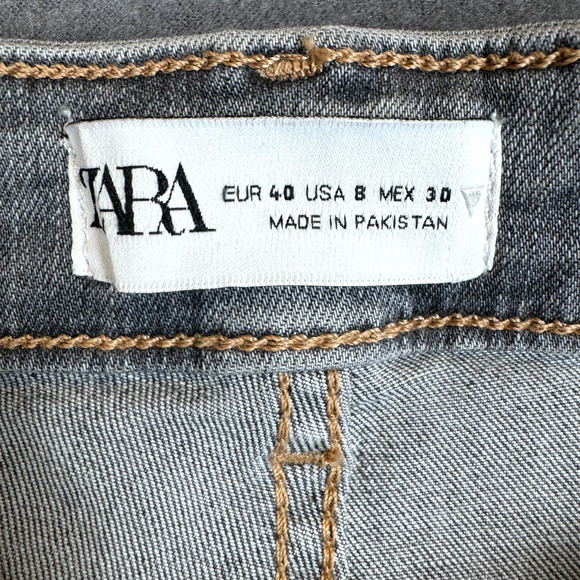 ZARA
EUR 40 USA 8 MEX 30
MADE IN PAKISTAN